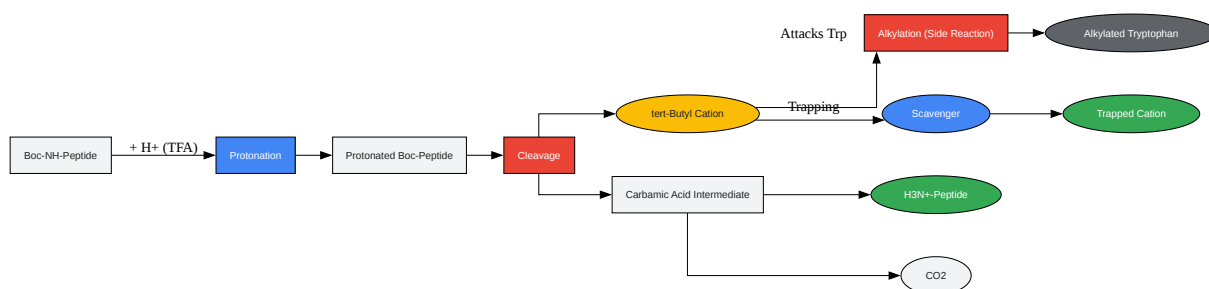 Attacks Trp
Alkylation (Side Reaction)
Alkylated Tryptophan
tert-Butyl Cation
Trapping
Scavenger
Trapped Cation
Boc-NH-Peptide
+ H+ (TFA)
Protonation
Protonated Boc-Peptide
Cleavage
Carbamic Acid Intermediate
H3N+-Peptide
CO2